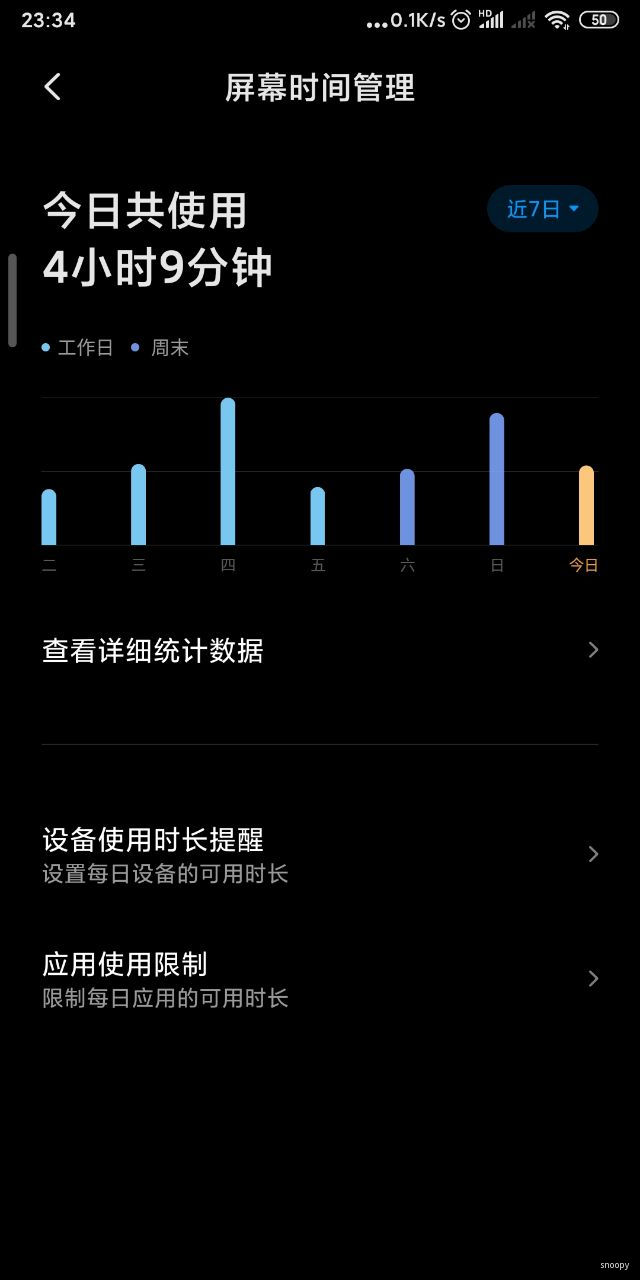 23:34 ...0.1K/s HD 50
屏幕时间管理
今日共使用
4小时9分钟
近7日
工作日 周末
二 三 四 五 六 日 今日
查看详细统计数据
设备使用时长提醒
设置每日设备的可用时长
应用使用限制
限制每日应用的可用时长
snoopy